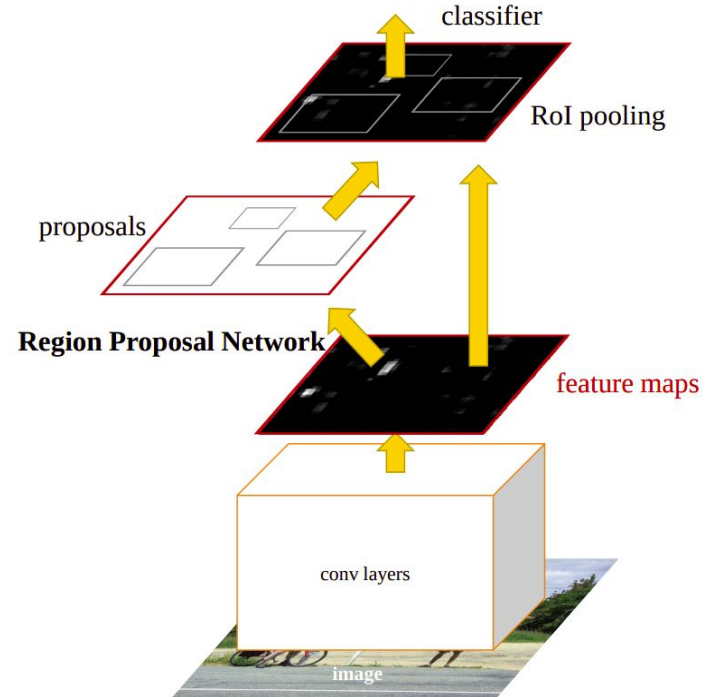 classifier
RoI pooling
proposals
Region Proposal Network
feature maps
conv layers
image